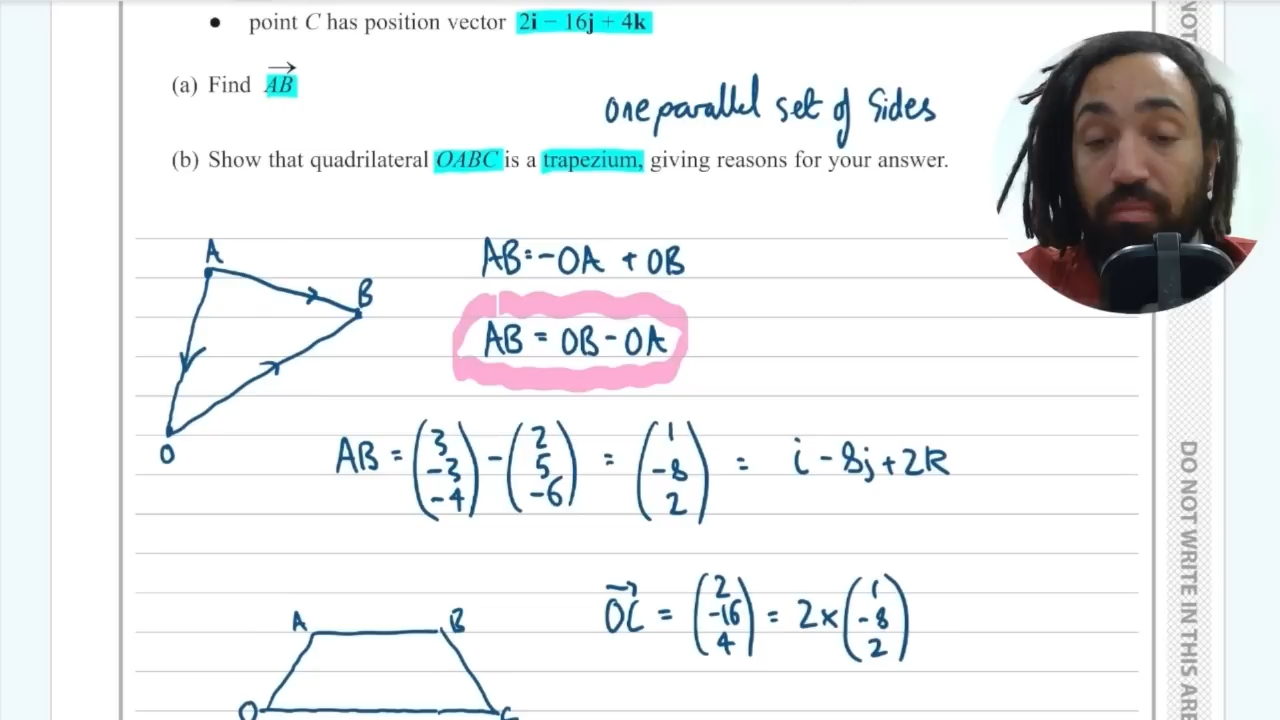 • point C has position vector 2i − 16j + 4k
(a) Find AB
one parallel set of sides
(b) Show that quadrilateral OABC is a trapezium, giving reasons for your answer.
A
B
O
AB = -OA + OB
AB = OB - OA
AB = (3 -3 -4) - (2 5 -6) = (1 -8 2) = i - 8j + 2k
OC = (2 -16 4) = 2 × (1 -8 2)
A B
O C
NOT
DO NOT WRITE IN THIS ARE